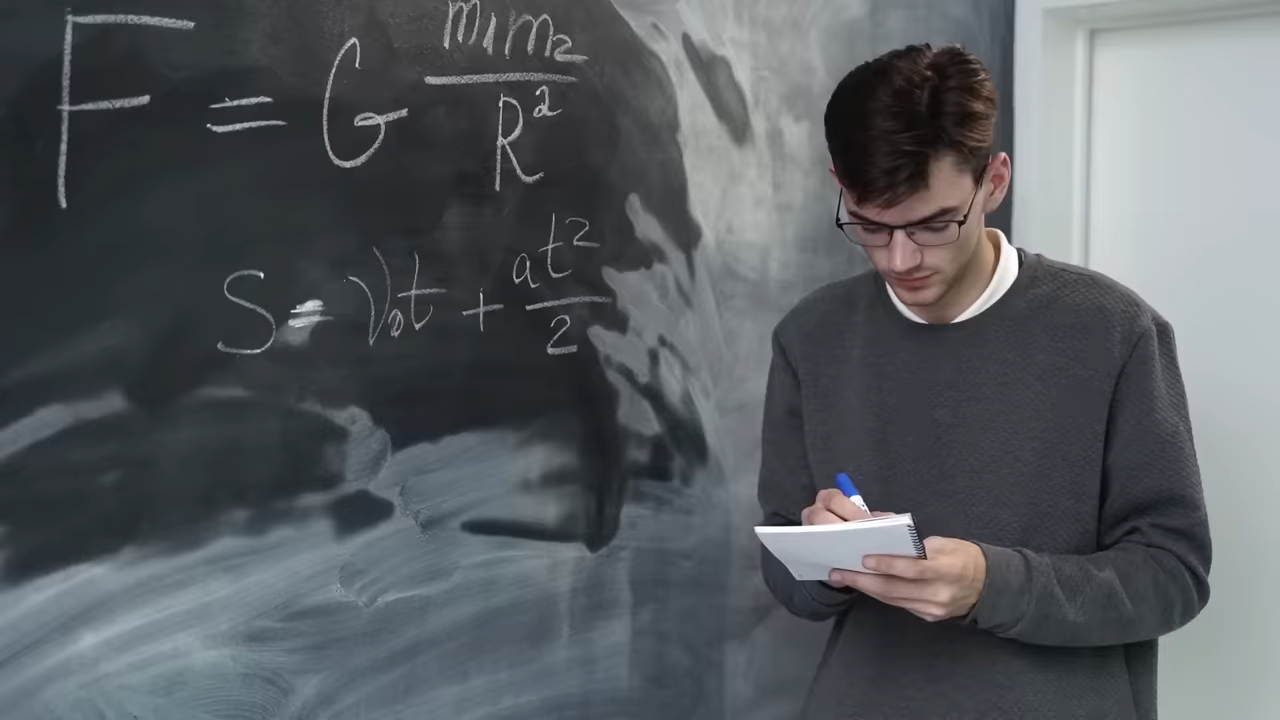 F = G m₁m₂/R²
S = V₀t + at²/2